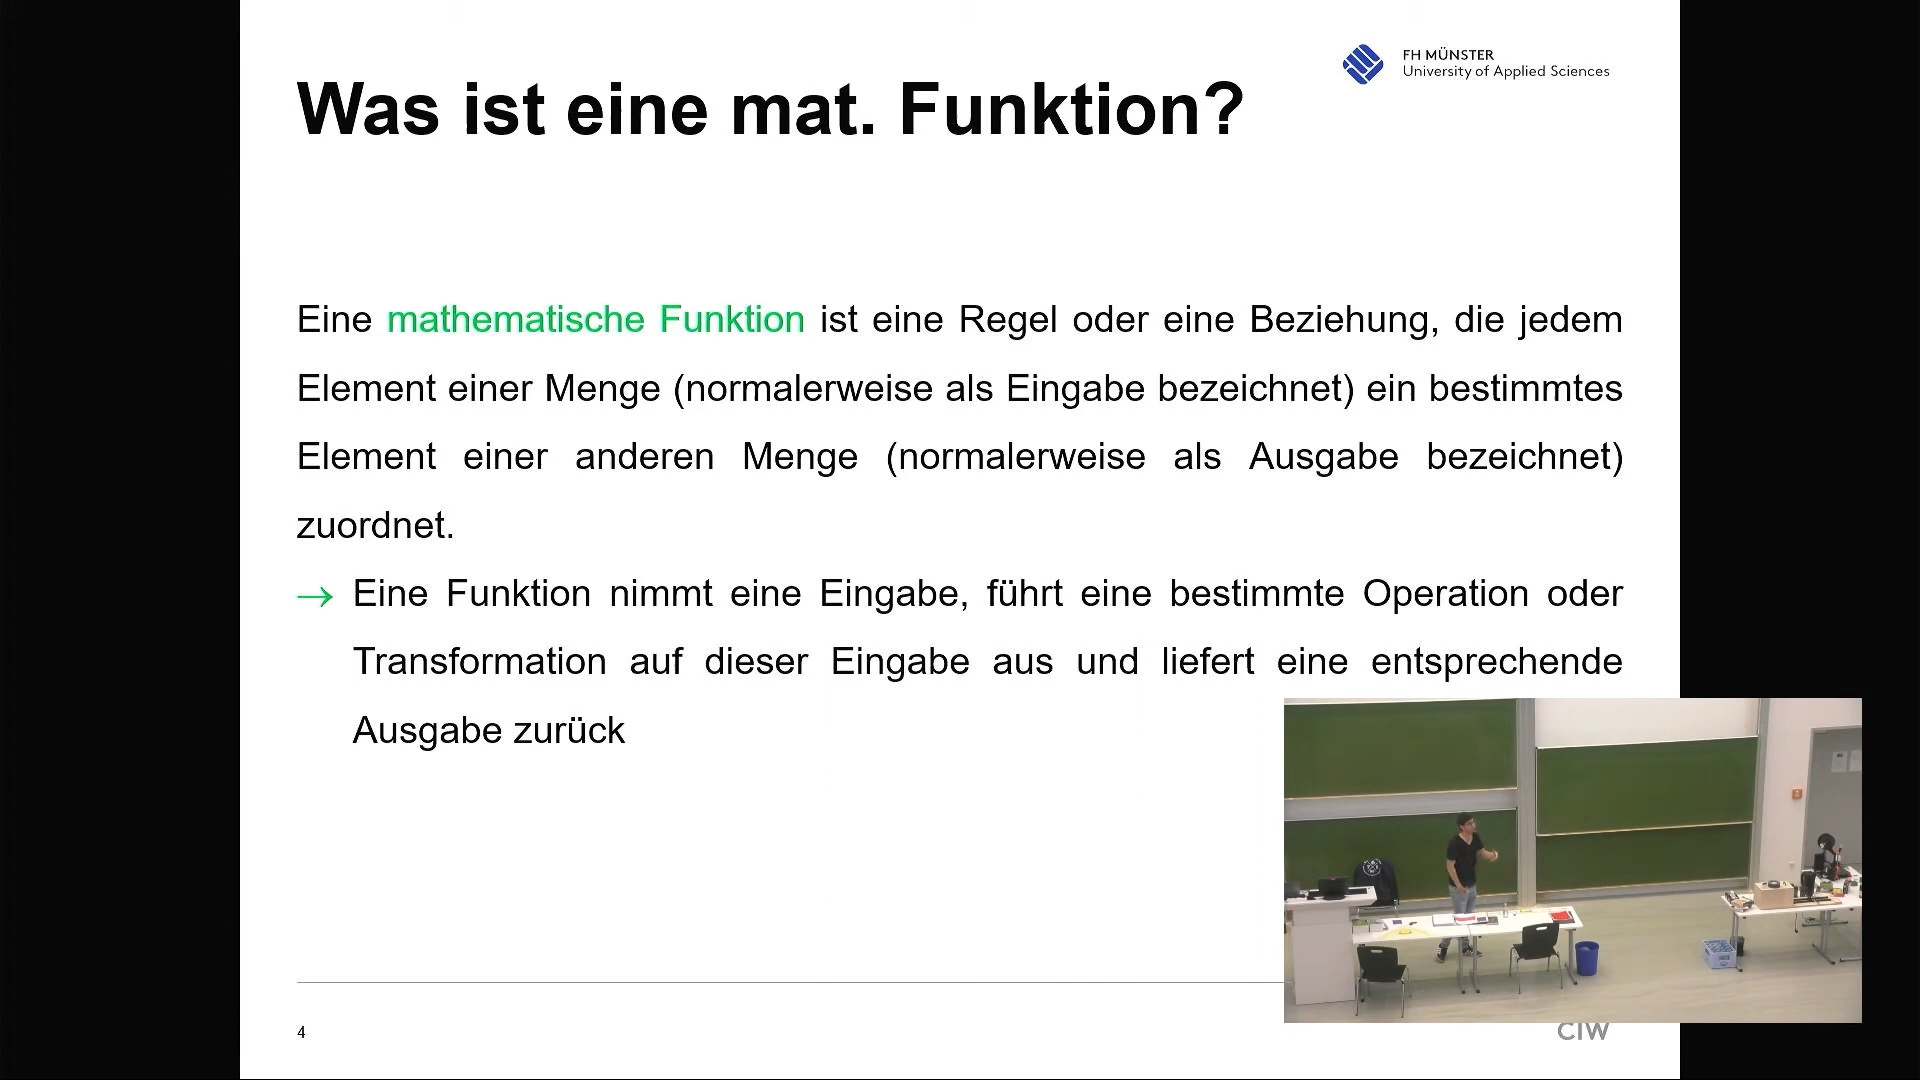 FH MÜNSTER
University of Applied Sciences
Was ist eine mat. Funktion?
Eine mathematische Funktion ist eine Regel oder eine Beziehung, die jedem
Element einer Menge (normalerweise als Eingabe bezeichnet) ein bestimmtes
Element einer anderen Menge (normalerweise als Ausgabe bezeichnet)
zuordnet.
→ Eine Funktion nimmt eine Eingabe, führt eine bestimmte Operation oder
Transformation auf dieser Eingabe aus und liefert eine entsprechende
Ausgabe zurück
4
CIW